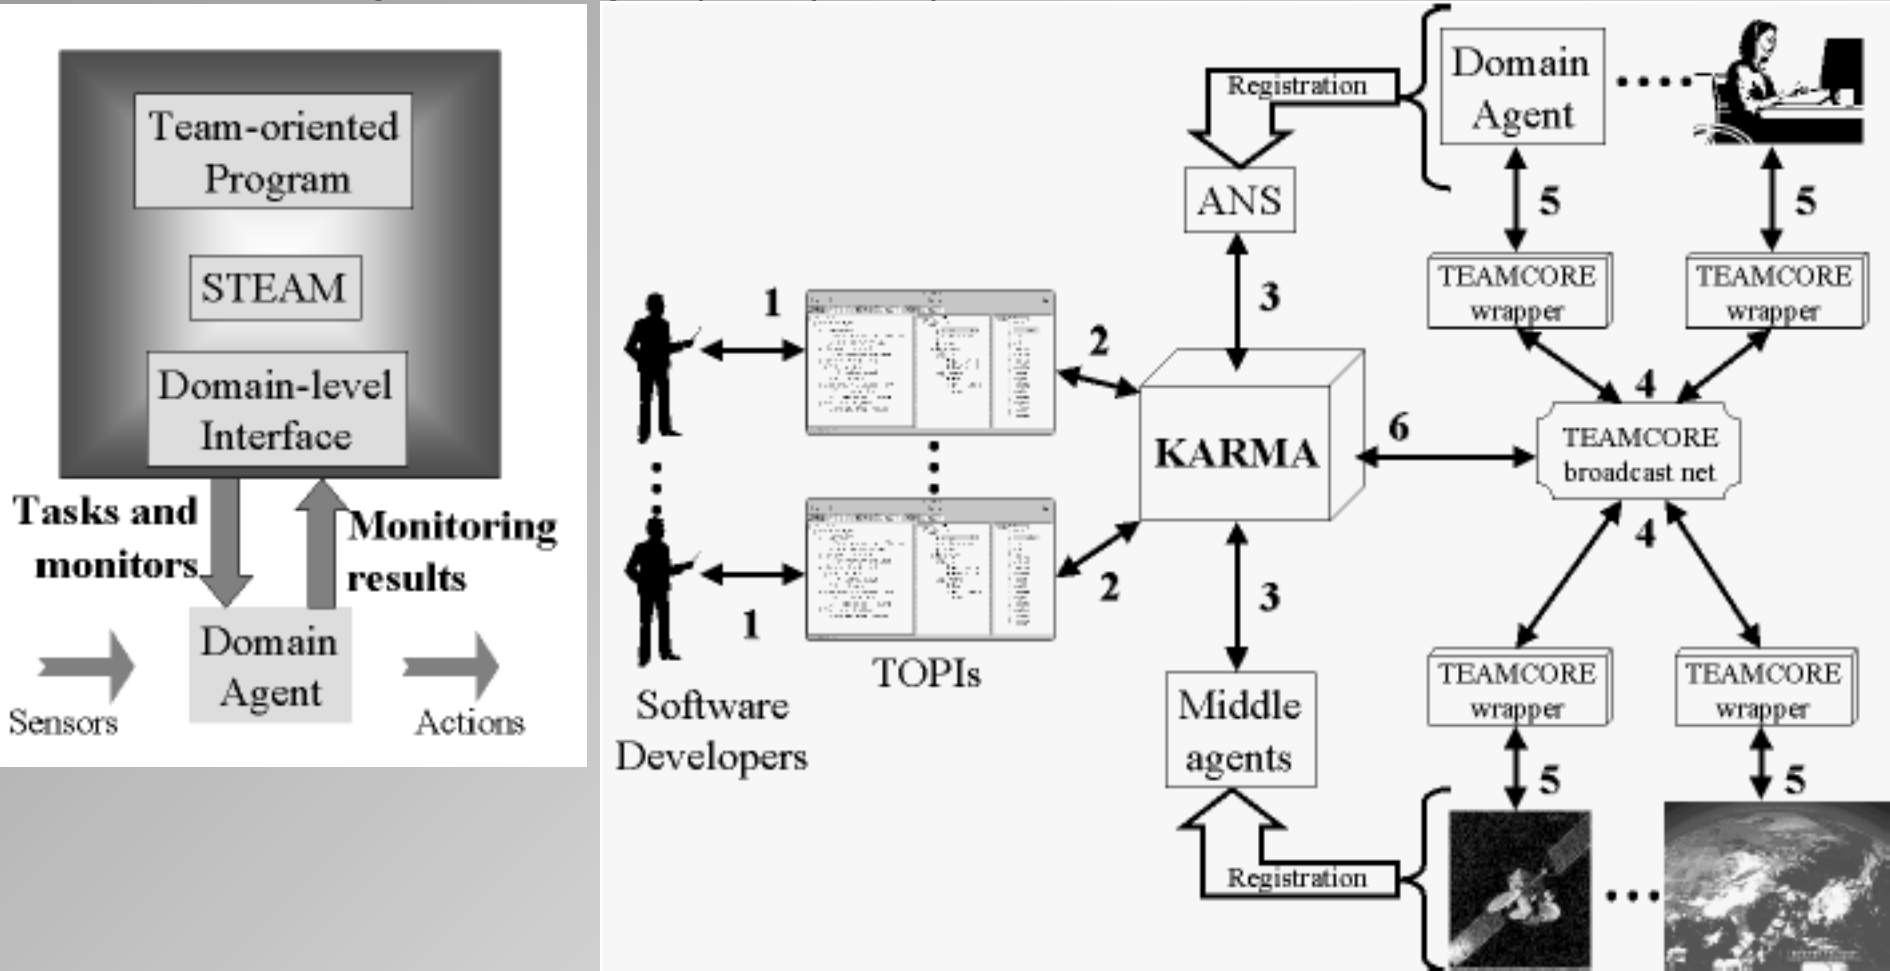 Team-oriented
Program
STEAM
Domain-level
Interface
Tasks and
monitors
Monitoring
results
Domain
Agent
Sensors
Actions
Registration
Domain
Agent
ANS
5
5
TEAMCORE
wrapper
TEAMCORE
wrapper
1
2
3
4
KARMA
6
TEAMCORE
broadcast net
1
2
3
4
TOPIs
Software
Developers
Middle
agents
TEAMCORE
wrapper
TEAMCORE
wrapper
5
5
Registration